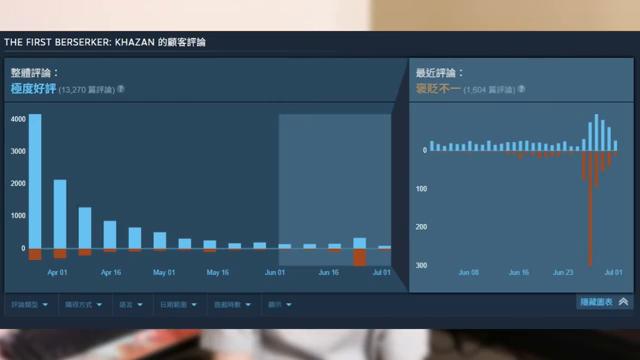 THE FIRST BERSERKER: KHAZAN 的顧客評論
整體評論：
極度好評 (13,270 篇評論)
最近評論：
褒貶不一 (1,604 篇評論)
4000
3000
2000
1000
0
Apr 01
Apr 16
May 01
May 16
Jun 01
Jun 16
Jul 01
0
100
200
300
Jun 08
Jun 16
Jun 23
Jul 01
評論類型
購得方式
語言
日期範圍
遊戲時數
顯示
隱藏圖表